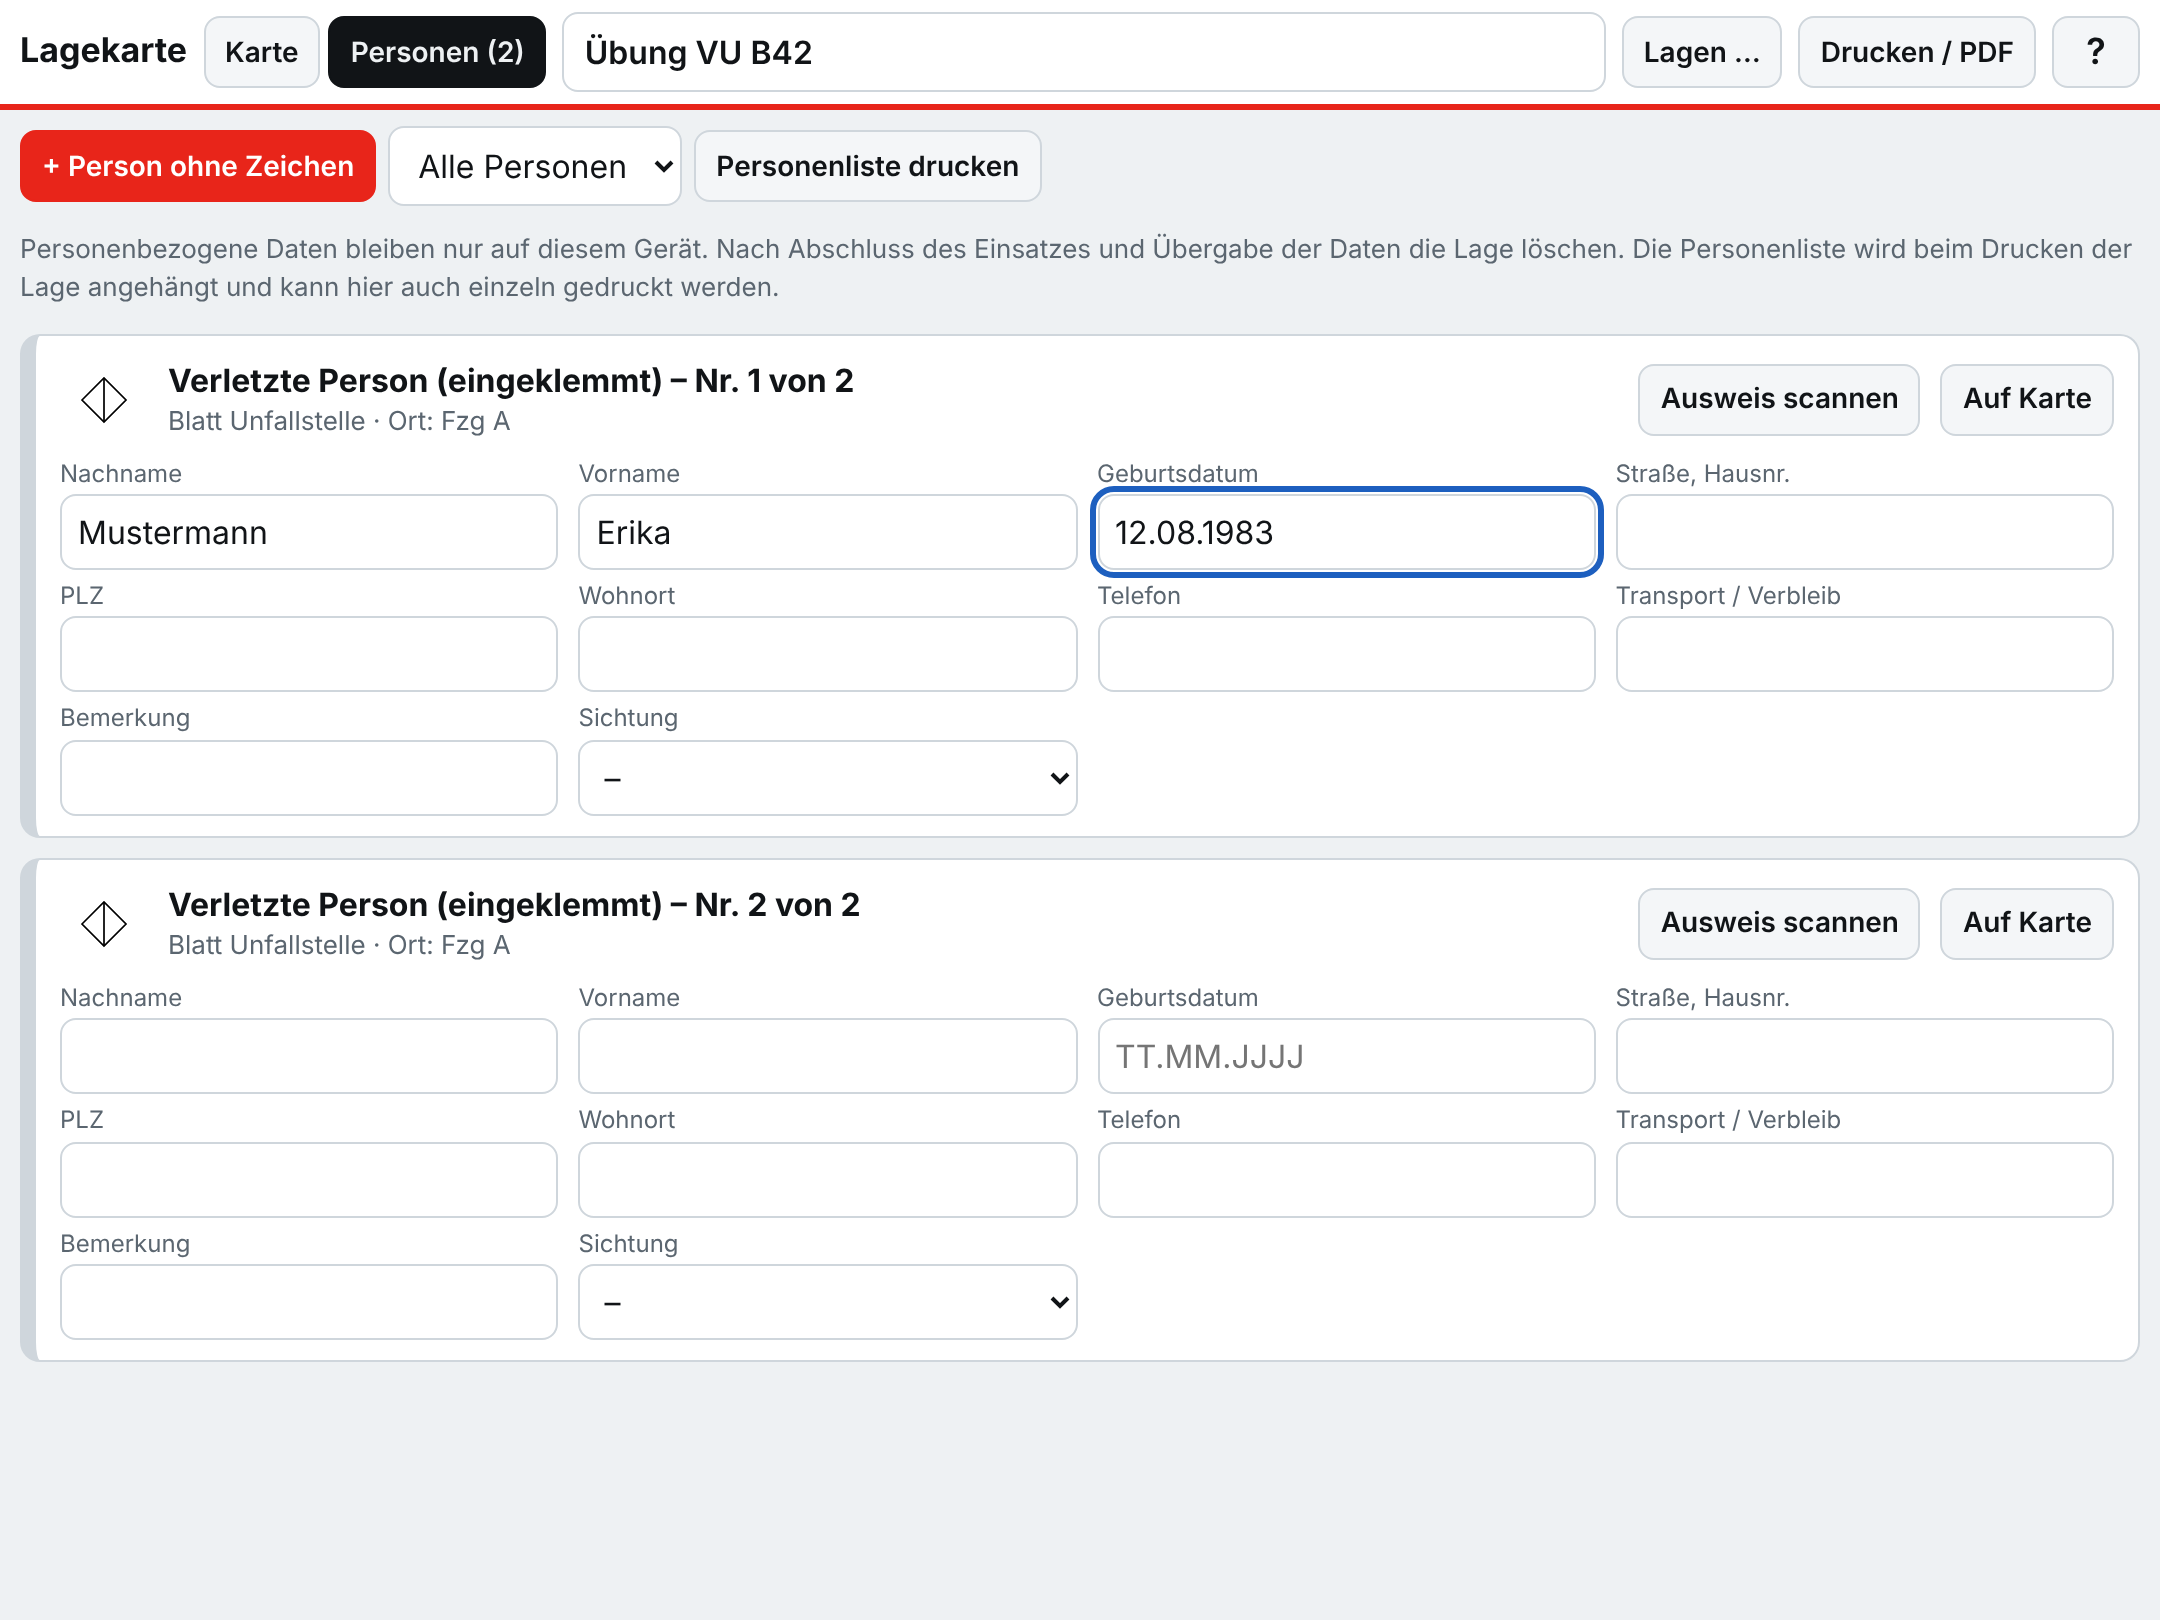 Lagekarte Karte Personen (2) Übung VU B42 Lagen ... Drucken / PDF ?
+ Person ohne Zeichen Alle Personen Personenliste drucken
Personenbezogene Daten bleiben nur auf diesem Gerät. Nach Abschluss des Einsatzes und Übergabe der Daten die Lage löschen. Die Personenliste wird beim Drucken der
Lage angehängt und kann hier auch einzeln gedruckt werden.
Verletzte Person (eingeklemmt) – Nr. 1 von 2
Blatt Unfallstelle · Ort: Fzg A
Ausweis scannen Auf Karte
Nachname Vorname Geburtsdatum Straße, Hausnr.
Mustermann Erika 12.08.1983
PLZ Wohnort Telefon Transport / Verbleib
Bemerkung Sichtung
–
Verletzte Person (eingeklemmt) – Nr. 2 von 2
Blatt Unfallstelle · Ort: Fzg A
Ausweis scannen Auf Karte
Nachname Vorname Geburtsdatum Straße, Hausnr.
TT.MM.JJJJ
PLZ Wohnort Telefon Transport / Verbleib
Bemerkung Sichtung
–